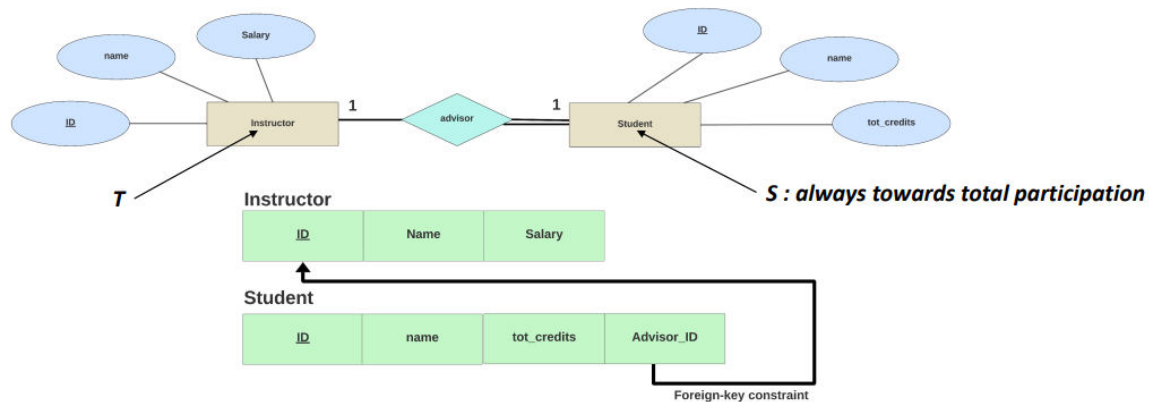 Salary
ID
name
name
1
1
ID
Instructor
advisor
Student
tot_credits
T
S : always towards total participation
Instructor
ID
Name
Salary
Student
ID
name
tot_credits
Advisor_ID
Foreign-key constraint